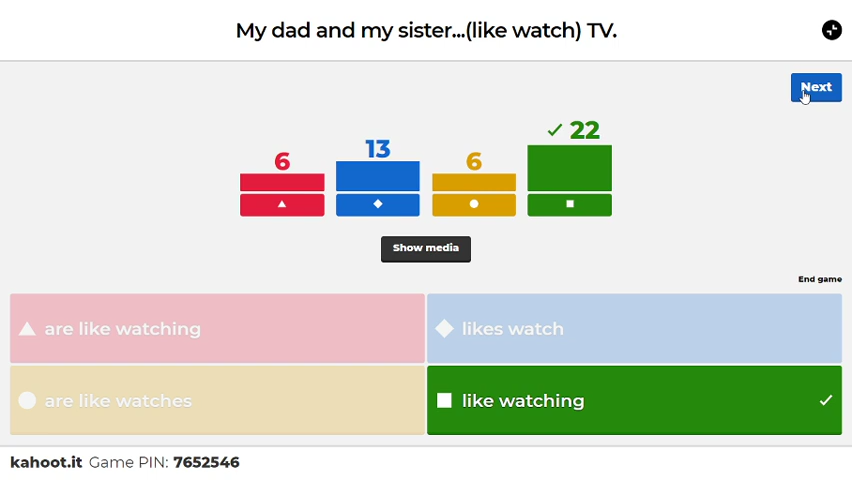 My dad and my sister...(like watch) TV.
Next
6
13
6
22
Show media
End game
are like watching
likes watch
are like watches
like watching
kahoot.it Game PIN: 7652546